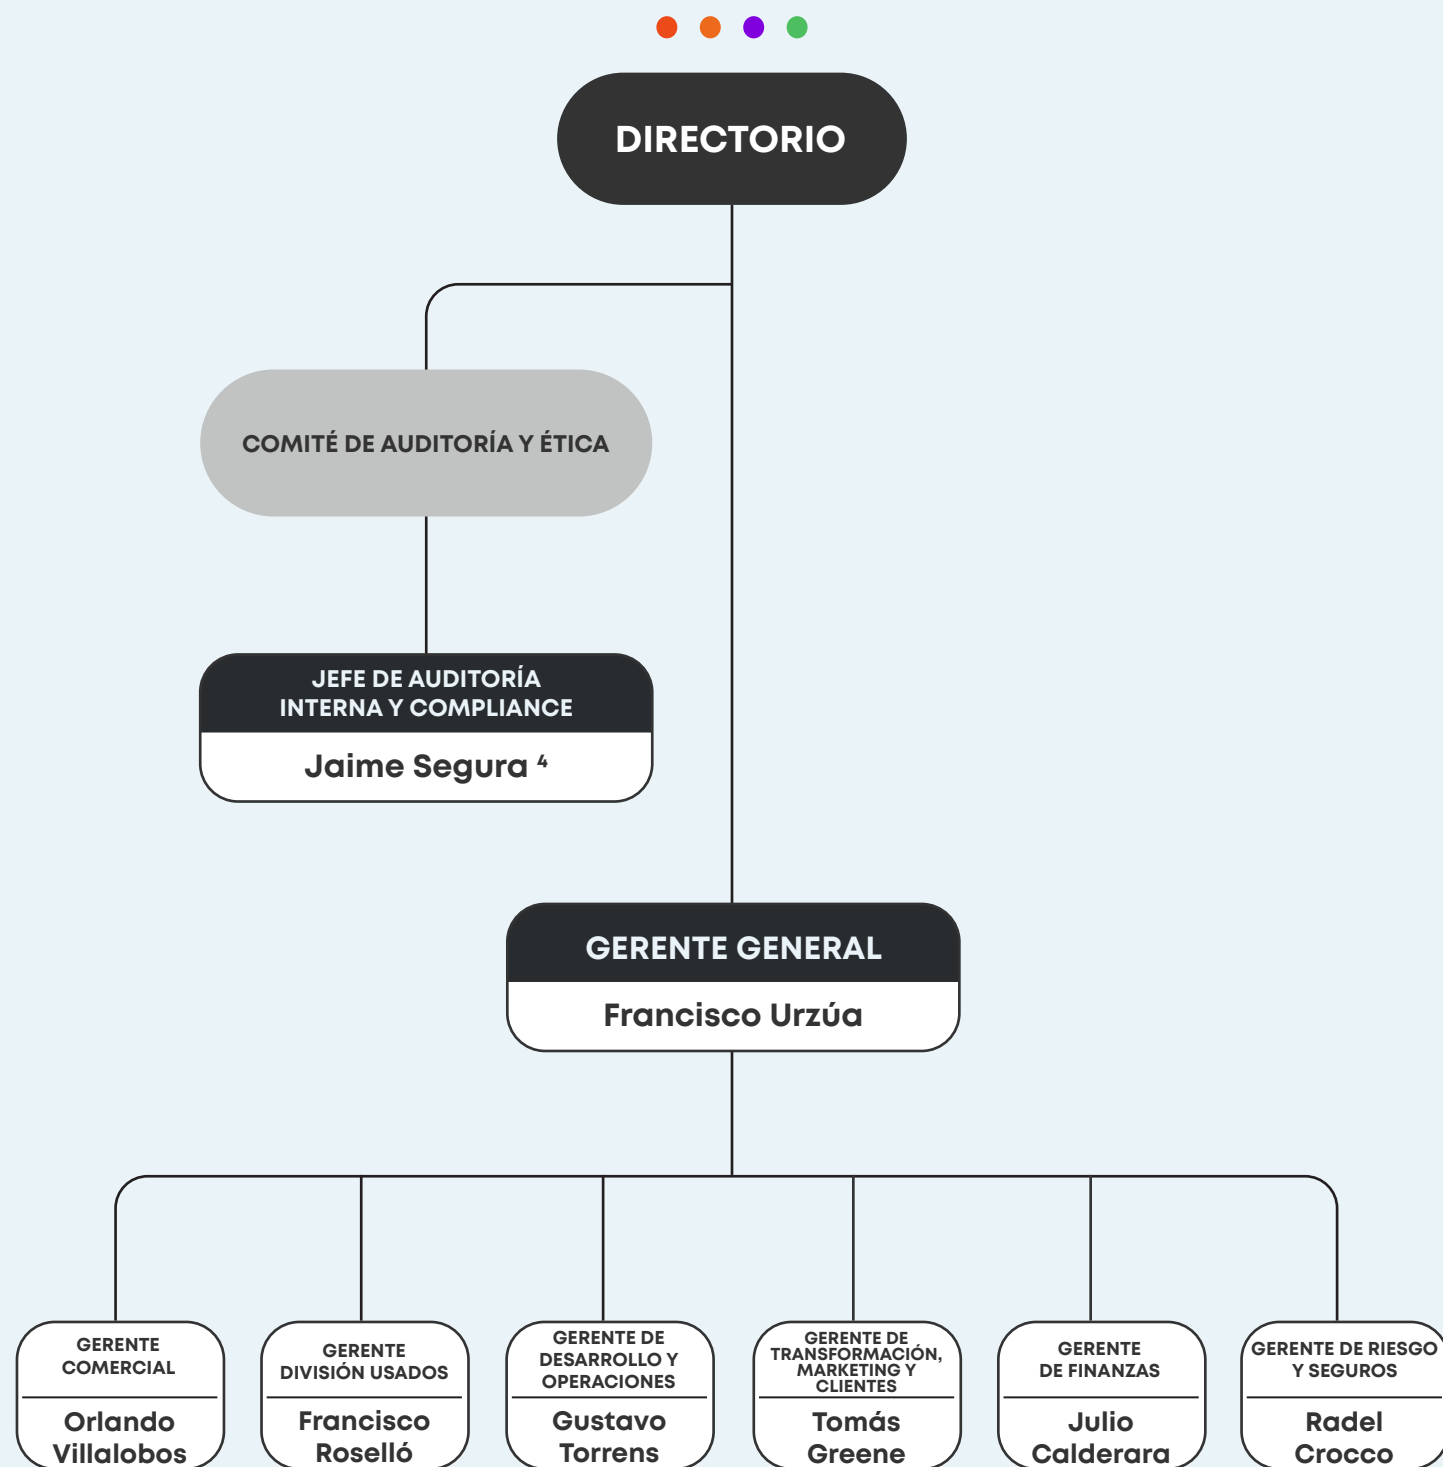 DIRECTORIO
COMITÉ DE AUDITORÍA Y ÉTICA
JEFE DE AUDITORÍA
INTERNA Y COMPLIANCE
Jaime Segura ⁴
GERENTE GENERAL
Francisco Urzúa
GERENTE
COMERCIAL
Orlando
Villalobos
GERENTE
DIVISIÓN USADOS
Francisco
Roselló
GERENTE DE
DESARROLLO Y
OPERACIONES
Gustavo
Torrens
GERENTE DE
TRANSFORMACIÓN,
MARKETING Y
CLIENTES
Tomás
Greene
GERENTE
DE FINANZAS
Julio
Calderara
GERENTE DE RIESGO
Y SEGUROS
Radel
Crocco